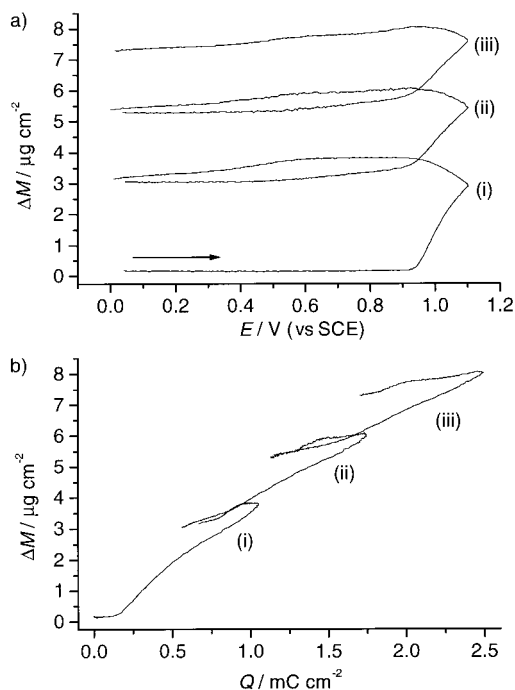 a)
8
7
6
5
4
3
2
1
0
ΔM / µg cm⁻²
(iii)
(ii)
(i)
0.0 0.2 0.4 0.6 0.8 1.0 1.2
E / V (vs SCE)
b)
8
7
6
5
4
3
2
1
0
ΔM / µg cm⁻²
(iii)
(ii)
(i)
0.0 0.5 1.0 1.5 2.0 2.5
Q / mC cm⁻²